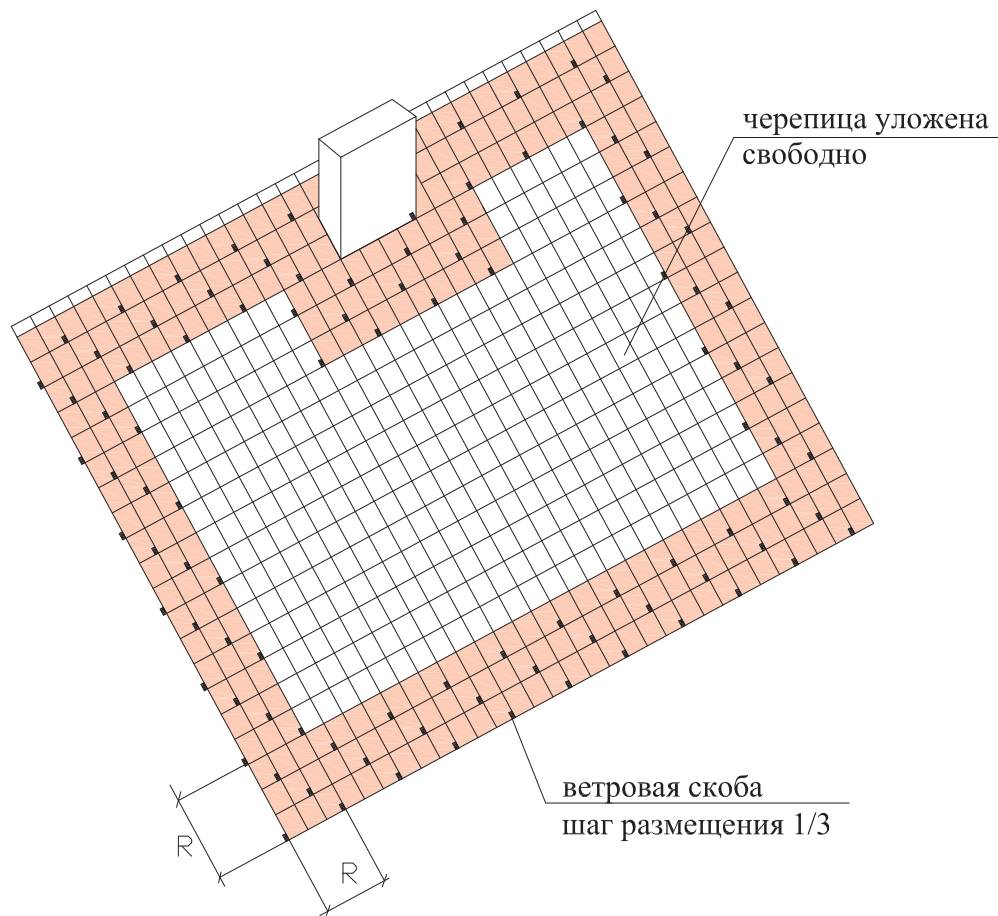 черепица уложена
свободно
ветровая скоба
шаг размещения 1/3
R
R